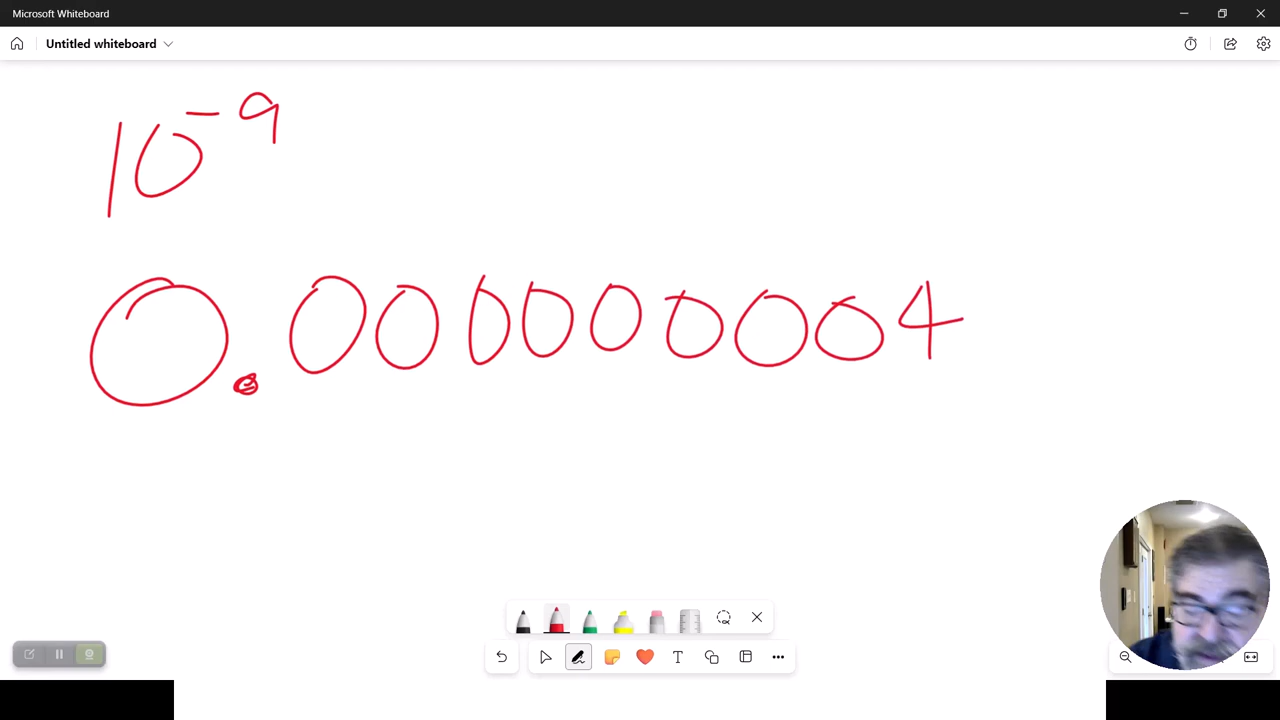 Microsoft Whiteboard
Untitled whiteboard
10⁻⁹
0.000000004
T